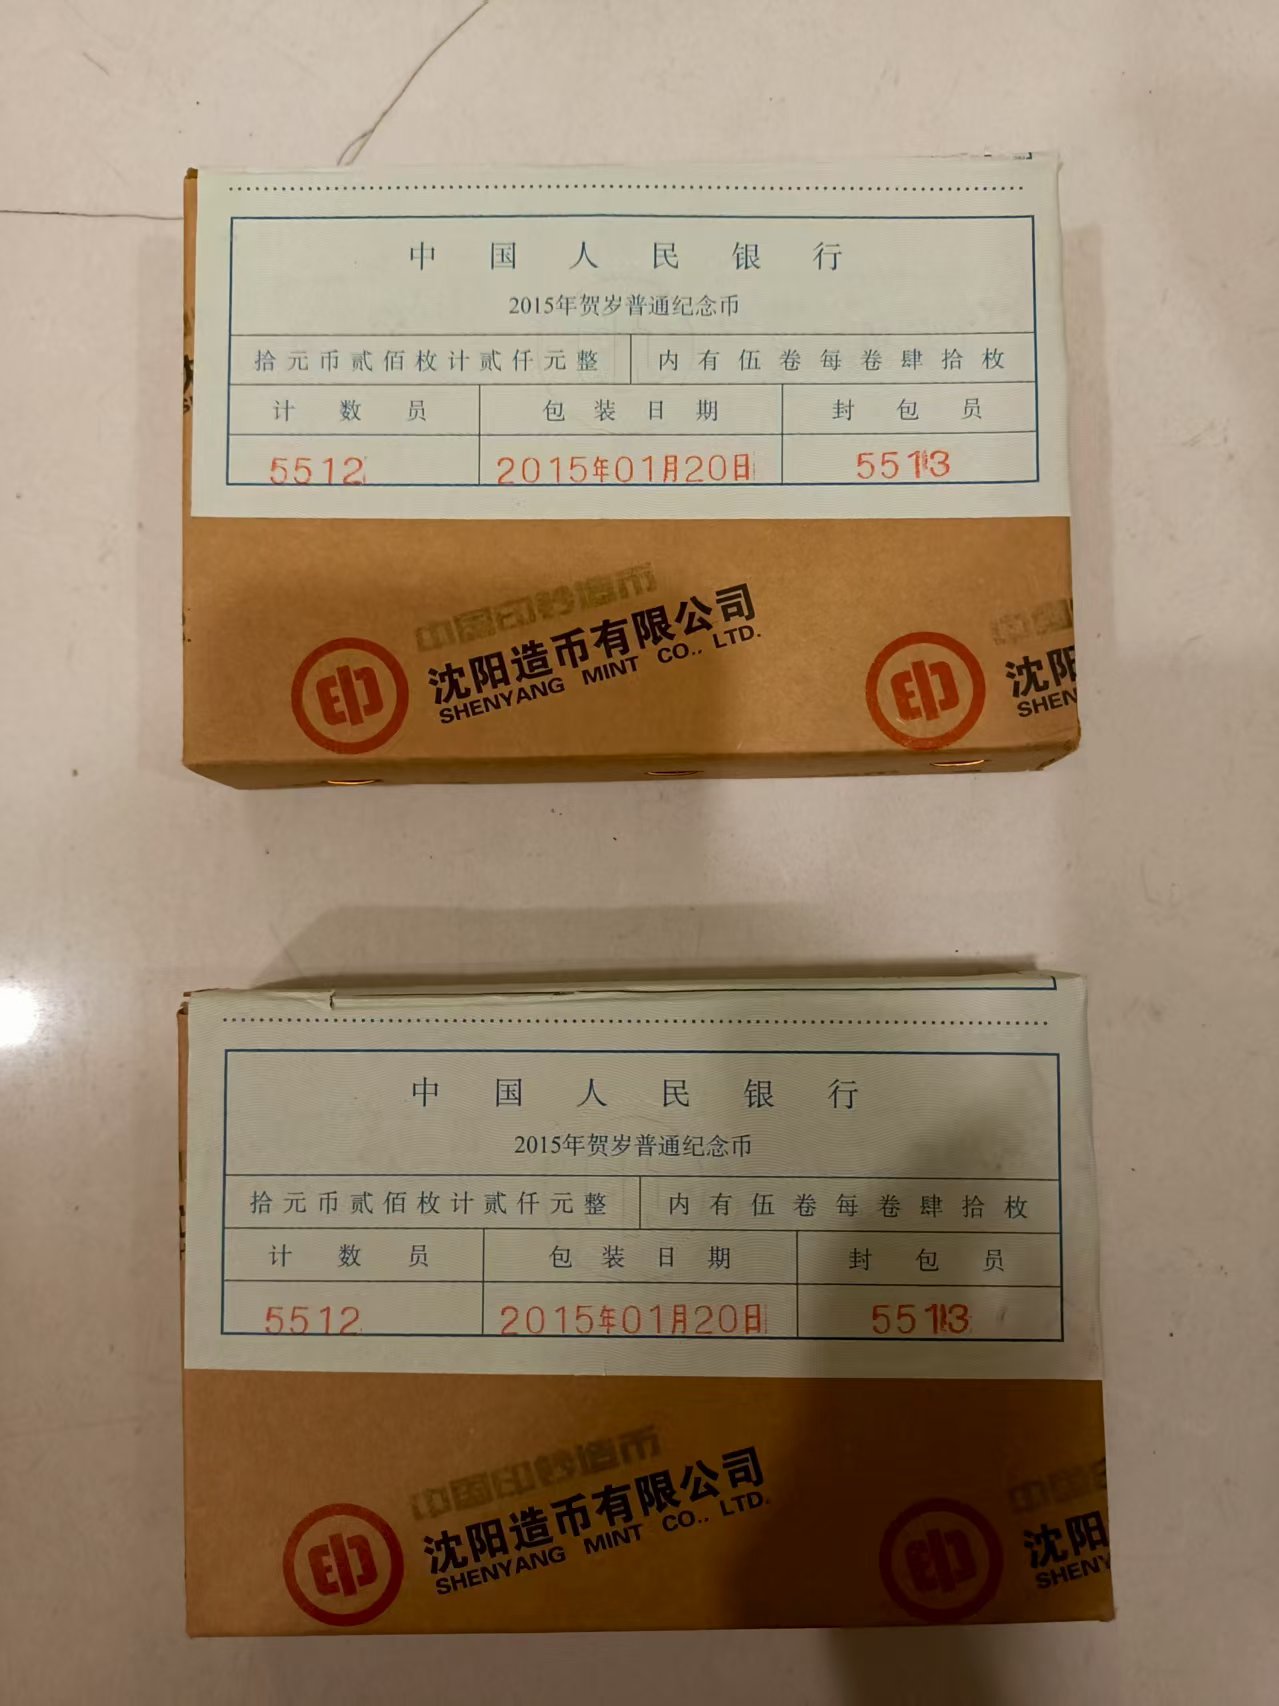 中国人民银行
2015年贺岁普通纪念币
拾元币贰佰枚计贰仟元整 内有伍卷每卷肆拾枚
计数员 包装日期 封包员
5512 2015年01月20日 5513
中国印钞造币
沈阳造币有限公司 沈阳
SHENYANG MINT CO., LTD. SHEN
中国人民银行
2015年贺岁普通纪念币
拾元币贰佰枚计贰仟元整 内有伍卷每卷肆拾枚
计数员 包装日期 封包员
5512 2015年01月20日 5513
中国印钞造币 中国
沈阳造币有限公司 沈阳
SHENYANG MINT CO., LTD. SHENY